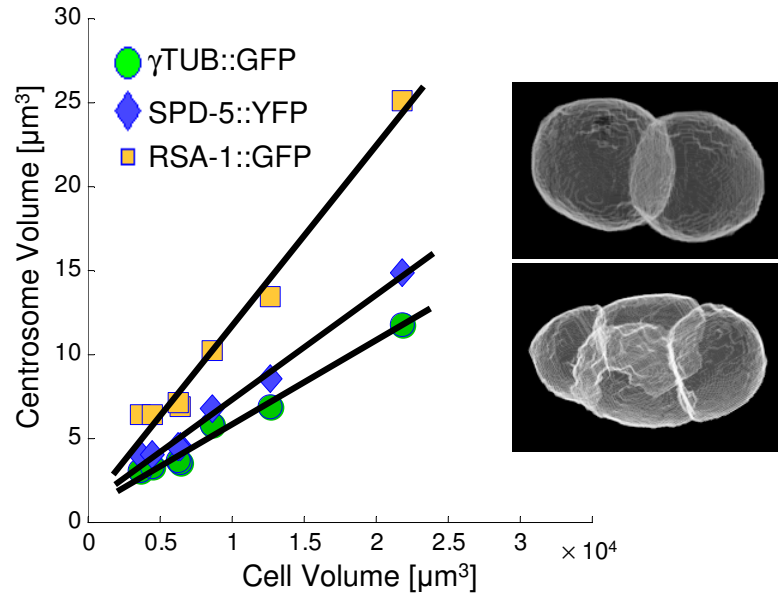 30
25
20
15
10
5
0
Centrosome Volume [µm³]
γTUB::GFP
SPD-5::YFP
RSA-1::GFP
0 0.5 1 1.5 2 2.5 3
× 10⁴
Cell Volume [µm³]